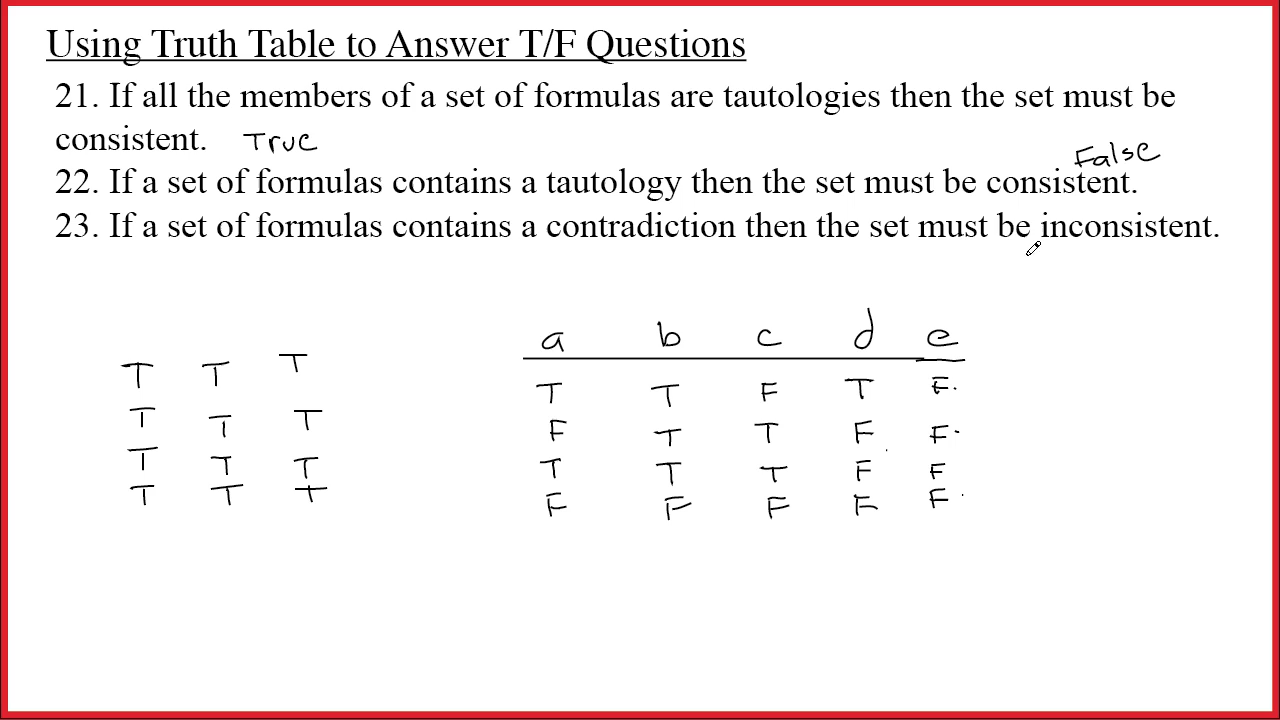 Using Truth Table to Answer T/F Questions
21. If all the members of a set of formulas are tautologies then the set must be
consistent. True
False
22. If a set of formulas contains a tautology then the set must be consistent.
23. If a set of formulas contains a contradiction then the set must be inconsistent.
a b c d e
T T T T T F T F.
T T T F T T F F.
T T T T T T F F
T T T F F F F F.